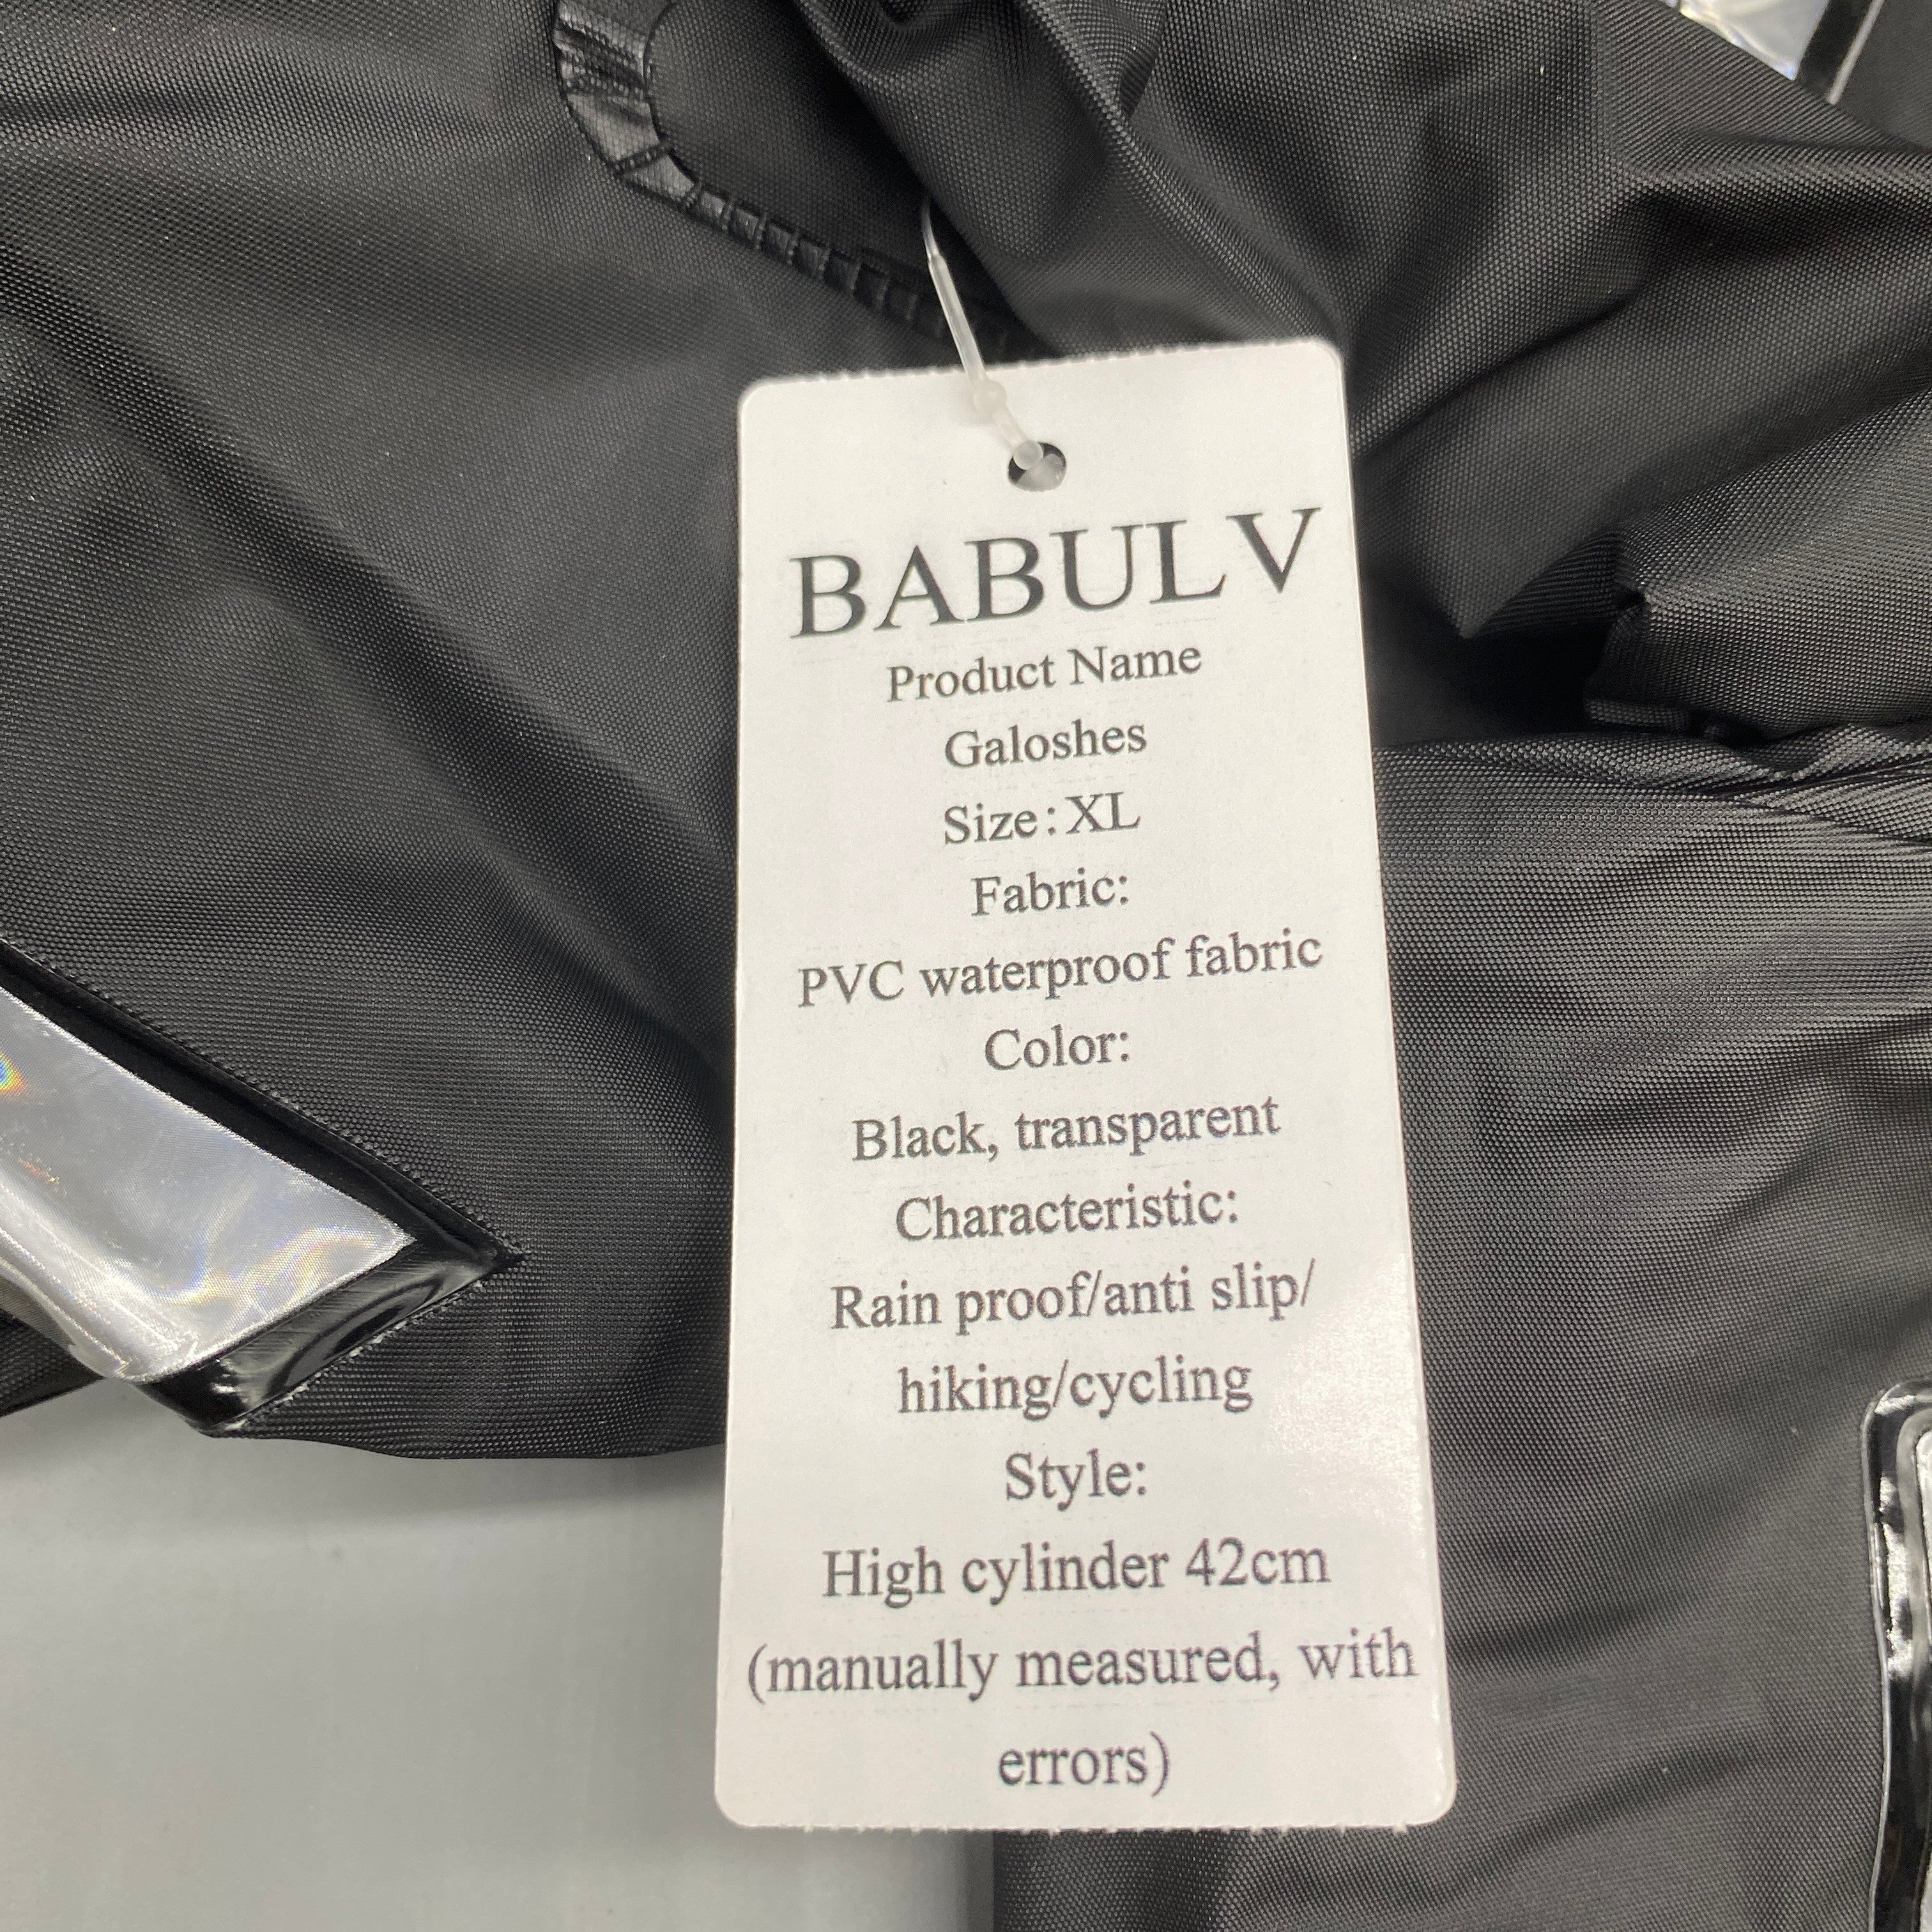 BABULV
Product Name
Galoshes
Size:XL
Fabric:
PVC waterproof fabric
Color:
Black, transparent
Characteristic:
Rain proof/anti slip/
hiking/cycling
Style:
High cylinder 42cm
(manually measured, with
errors)